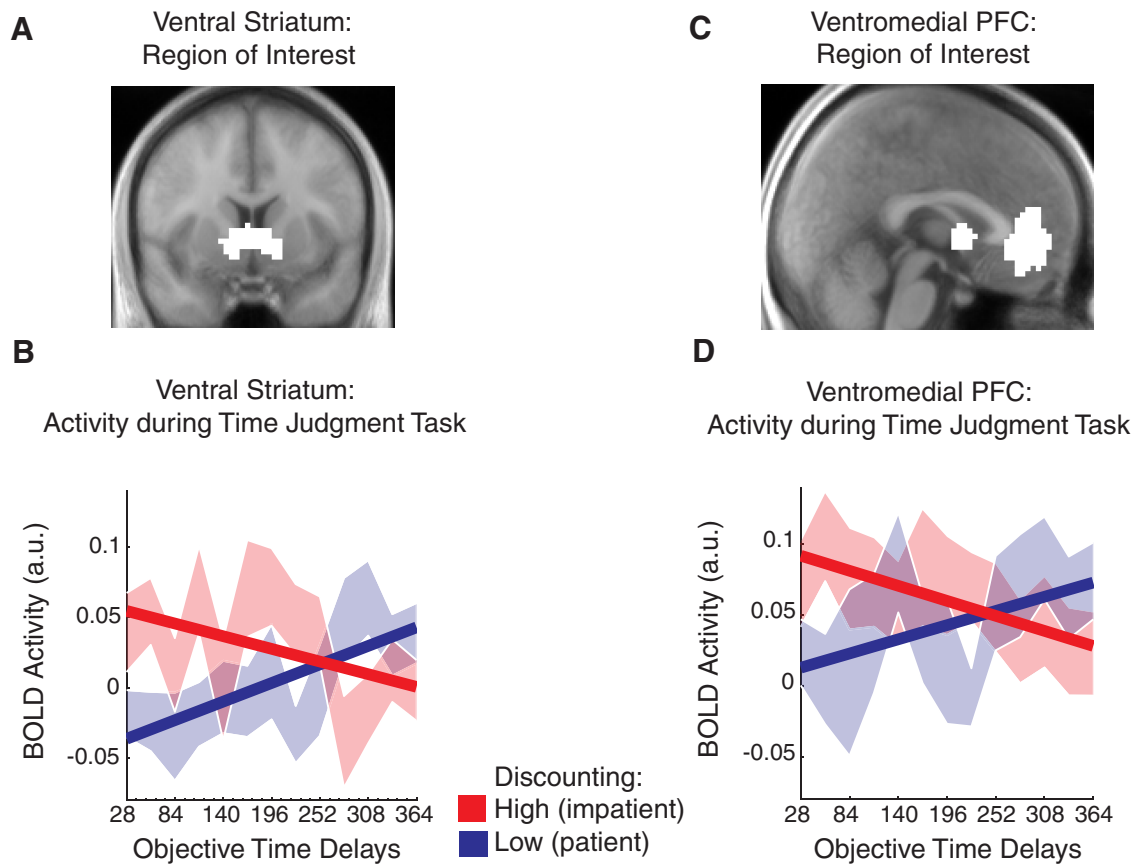 A
Ventral Striatum:
Region of Interest
C
Ventromedial PFC:
Region of Interest
B
Ventral Striatum:
Activity during Time Judgment Task
BOLD Activity (a.u.)
0.1
0.05
0
-0.05
28 84 140 196 252 308 364
Objective Time Delays
Discounting:
High (impatient)
Low (patient)
D
Ventromedial PFC:
Activity during Time Judgment Task
BOLD Activity (a.u.)
0.1
0.05
0
-0.05
28 84 140 196 252 308 364
Objective Time Delays